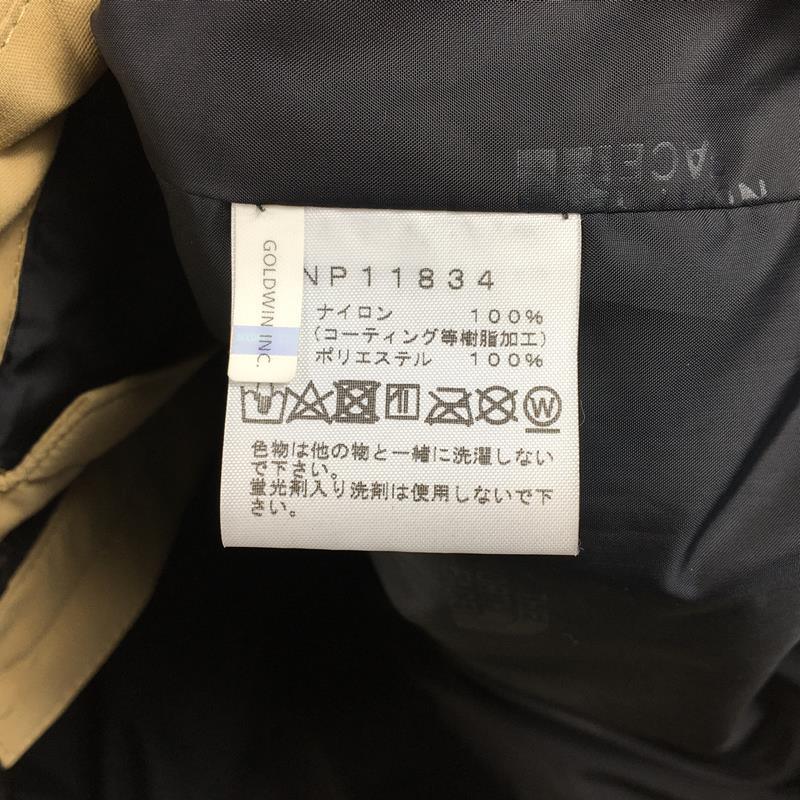 GOLDWIN INC.
NP11834
ナイロン 100%
(コーティング等樹脂加工)
ポリエステル 100%
W
色物は他の物と一緒に洗濯しない
で下さい。
蛍光剤入り洗剤は使用しないで下
さい。